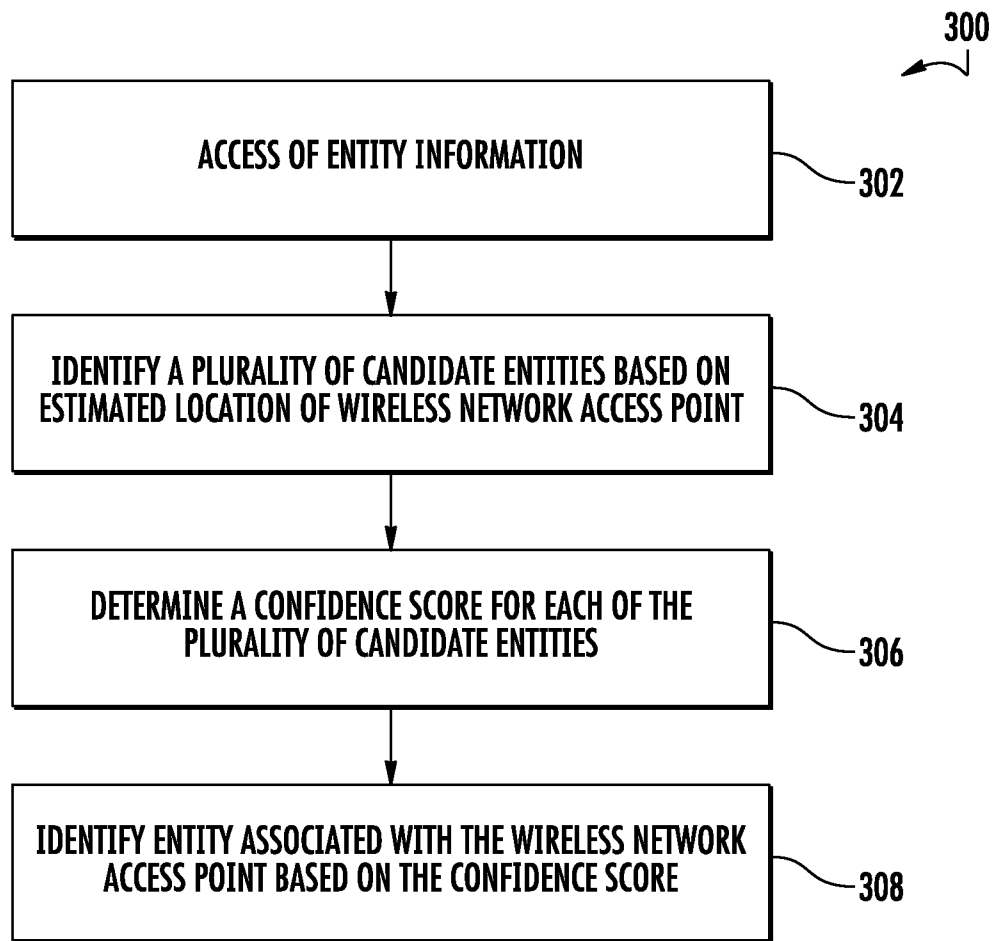 300
ACCESS OF ENTITY INFORMATION
302
IDENTIFY A PLURALITY OF CANDIDATE ENTITIES BASED ON
ESTIMATED LOCATION OF WIRELESS NETWORK ACCESS POINT
304
DETERMINE A CONFIDENCE SCORE FOR EACH OF THE
PLURALITY OF CANDIDATE ENTITIES
306
IDENTIFY ENTITY ASSOCIATED WITH THE WIRELESS NETWORK
ACCESS POINT BASED ON THE CONFIDENCE SCORE
308